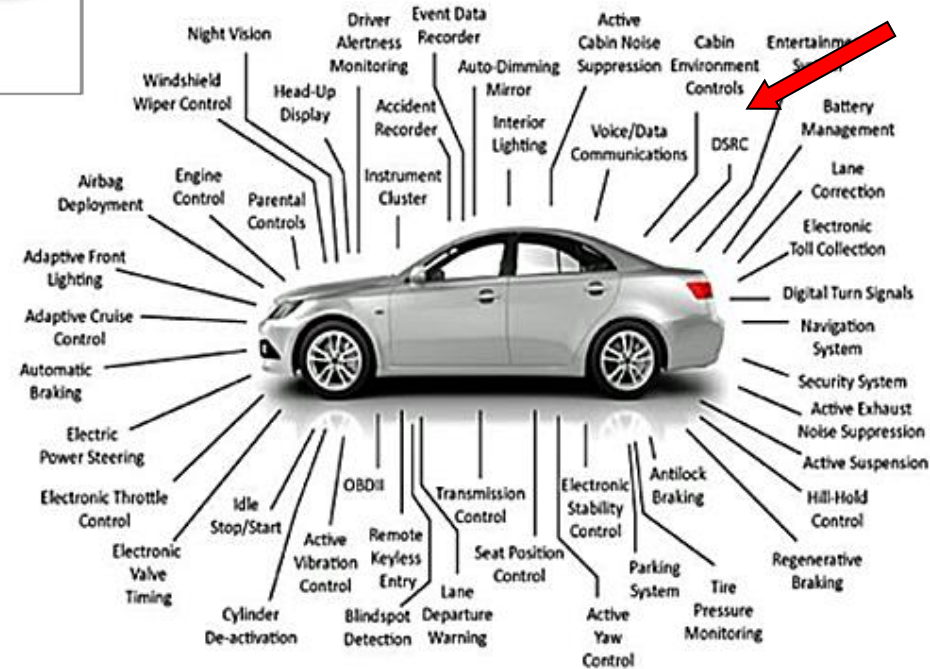 Night Vision
Driver
Alertness
Monitoring
Event Data
Recorder
Active
Cabin Noise
Suppression
Cabin
Environment
Controls
Windshield
Wiper Control
Head-Up
Display
Accident
Recorder
Auto-Dimming
Mirror
Interior
Lighting
Voice/Data
Communications
DSRC
Battery
Management
Airbag
Deployment
Engine
Control
Parental
Controls
Instrument
Cluster
Lane
Correction
Electronic
Toll Collection
Adaptive Front
Lighting
Digital Turn Signals
Adaptive Cruise
Control
Navigation
System
Automatic
Braking
Security System
Electric
Power Steering
Active Exhaust
Noise Suppression
Active Suspension
Electronic Throttle
Control
Idle
Stop/Start
OBDII
Transmission
Control
Electronic
Stability
Control
Antilock
Braking
Hill-Hold
Control
Electronic
Valve
Timing
Active
Vibration
Control
Remote
Keyless
Entry
Seat Position
Control
Parking
System
Regenerative
Braking
Cylinder
De-activation
Blindspot
Detection
Lane
Departure
Warning
Active
Yaw
Control
Tire
Pressure
Monitoring